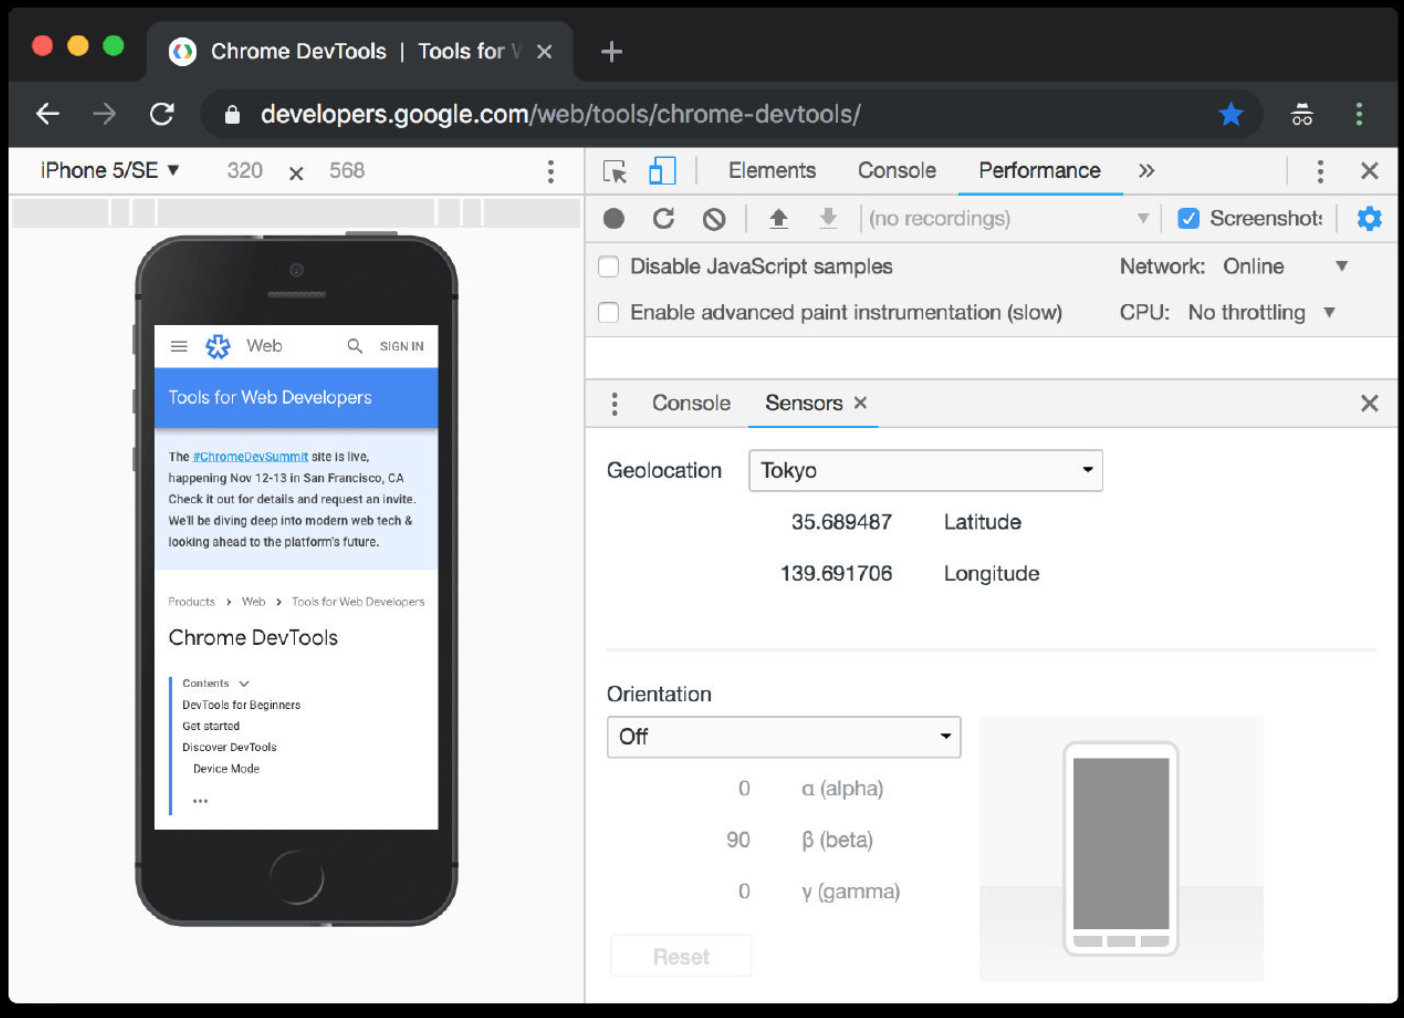 Chrome DevTools | Tools for W
developers.google.com/web/tools/chrome-devtools/
iPhone 5/SE 320 × 568
Elements Console Performance »
(no recordings) Screenshots
Disable JavaScript samples Network: Online
Enable advanced paint instrumentation (slow) CPU: No throttling
Console Sensors
Geolocation Tokyo
35.689487 Latitude
139.691706 Longitude
Orientation
Off
0 α (alpha)
90 β (beta)
0 γ (gamma)
Reset
Web SIGN IN
Tools for Web Developers
The #ChromeDevSummit site is live,
happening Nov 12-13 in San Francisco, CA
Check it out for details and request an invite.
We'll be diving deep into modern web tech &
looking ahead to the platform's future.
Products > Web > Tools for Web Developers
Chrome DevTools
Contents
DevTools for Beginners
Get started
Discover DevTools
Device Mode
...